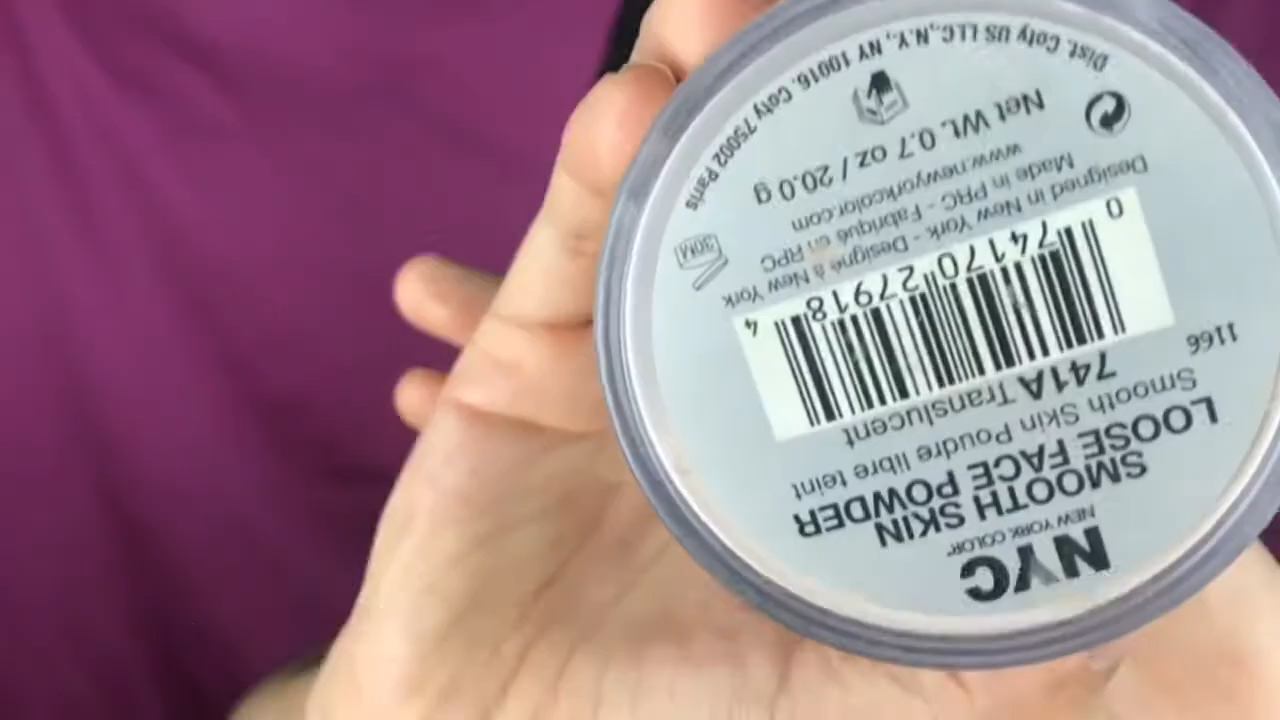 NYC
NEW YORK COLOR
SMOOTH SKIN
LOOSE FACE POWDER
Smooth Skin Poudre libre teint
741A Translucent
1166
0 74170 27918 4
Designed in New York - Designé à New York
Made in PRC - Fabriqué en RPC
www.newyorkcolor.com
Net Wt. 0.7 oz / 20.0 g
30M
Dist. Coty US LLC, N.Y., NY 10016. Coty 75002 Paris